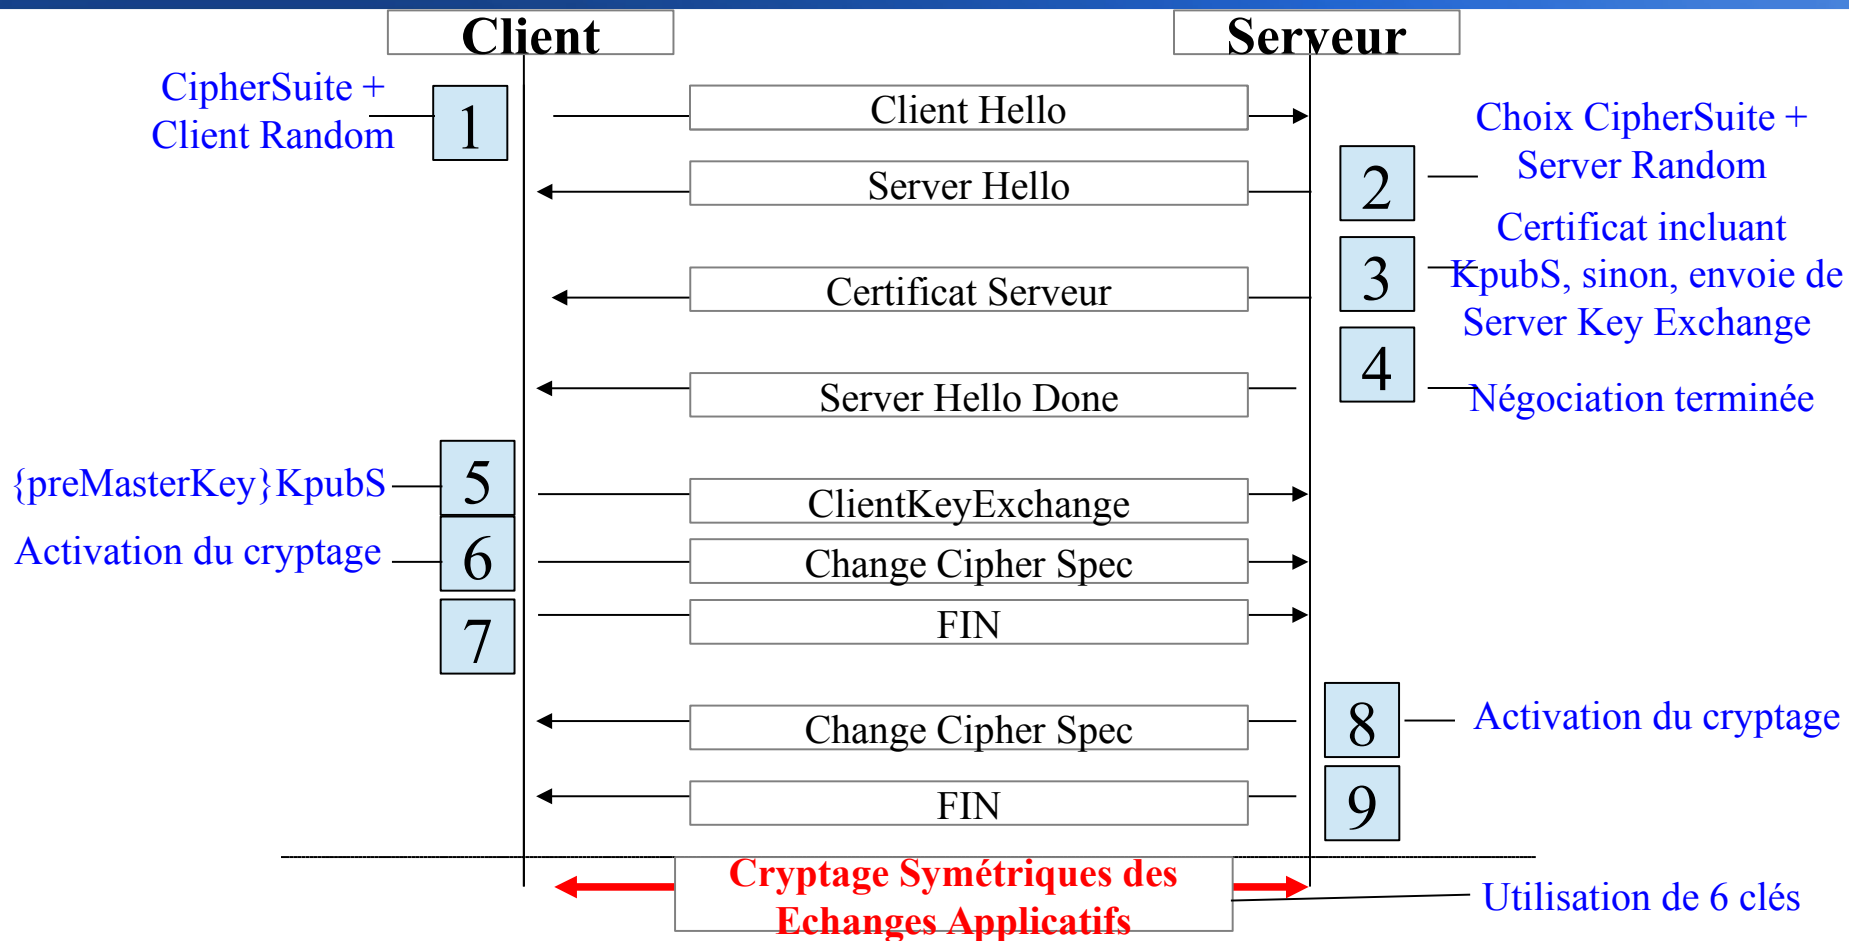 Client
Serveur
CipherSuite +
Client Random
1
Client Hello
Choix CipherSuite +
Server Random
2
Server Hello
Certificat incluant
KpubS, sinon, envoie de
Server Key Exchange
3
Certificat Serveur
4
Server Hello Done
Négociation terminée
{preMasterKey}KpubS
5
ClientKeyExchange
Activation du cryptage
6
Change Cipher Spec
7
FIN
Change Cipher Spec
8
Activation du cryptage
FIN
9
Cryptage Symétriques des
Echanges Applicatifs
Utilisation de 6 clés